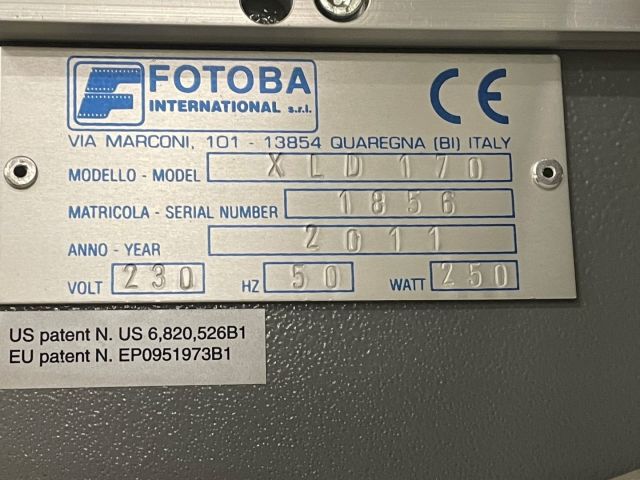 FOTOBA
INTERNATIONAL s.r.l.
CE
VIA MARCONI, 101 - 13854 QUAREGNA (BI) ITALY
MODELLO - MODEL XLD 170
MATRICOLA - SERIAL NUMBER 1856
ANNO - YEAR 2011
VOLT 230 HZ 50 WATT 250
US patent N. US 6,820,526B1
EU patent N. EP0951973B1